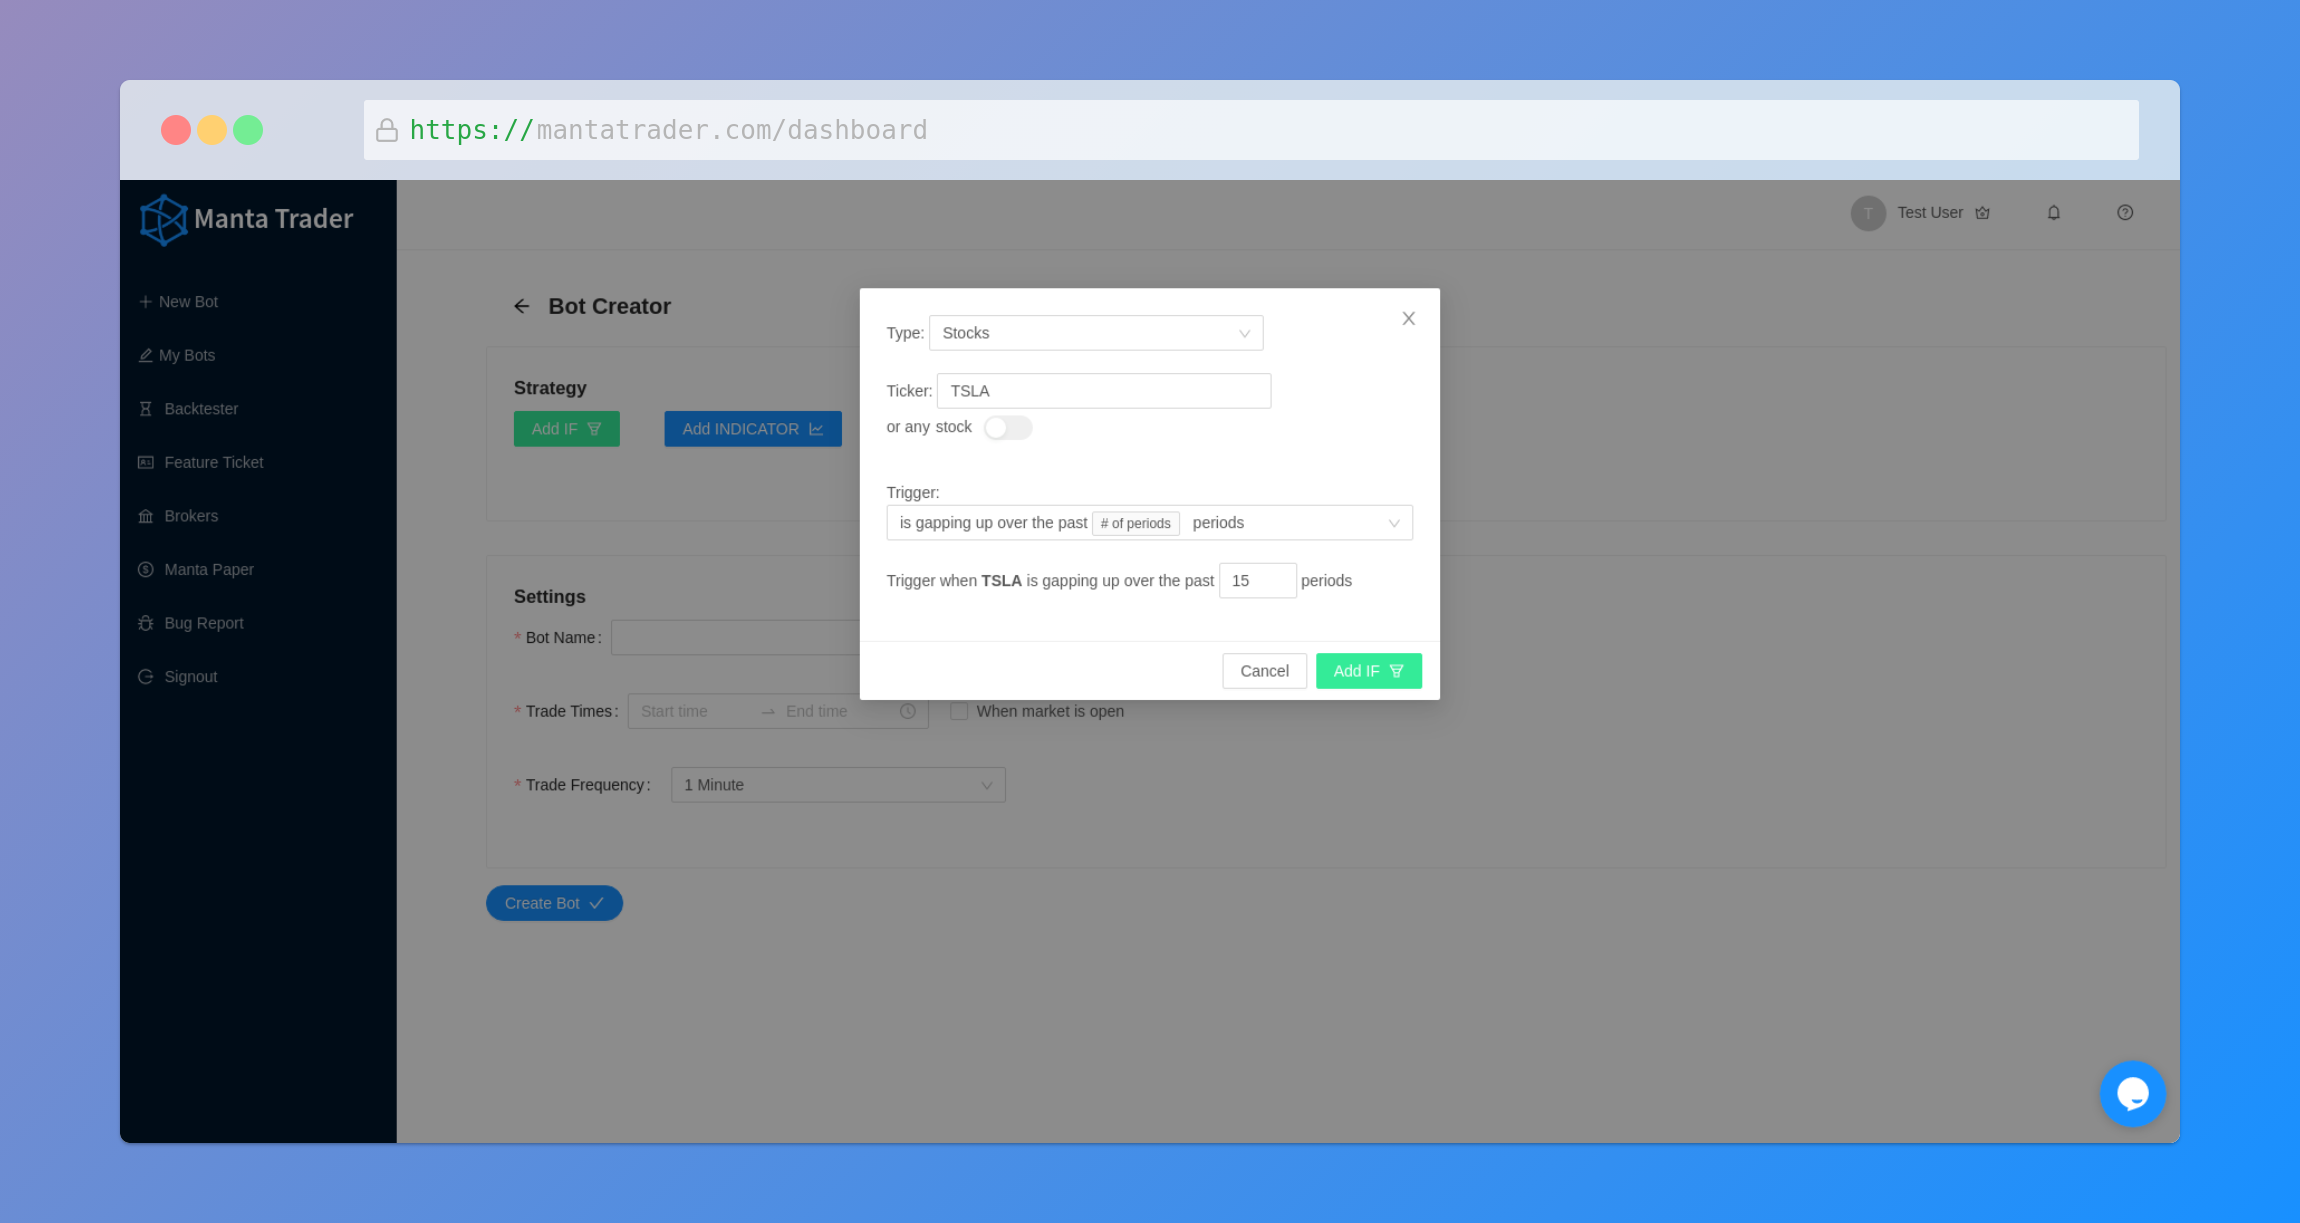 https://mantatrader.com/dashboard
Manta Trader
T Test User
New Bot
My Bots
Backtester
Feature Ticket
Brokers
Manta Paper
Bug Report
Signout
Bot Creator
Strategy
Add IF
Add INDICATOR
Settings
* Bot Name:
* Trade Times: Start time End time
When market is open
* Trade Frequency: 1 Minute
Create Bot
Type: Stocks
Ticker: TSLA
or any stock
Trigger:
is gapping up over the past # of periods periods
Trigger when TSLA is gapping up over the past 15 periods
Cancel
Add IF